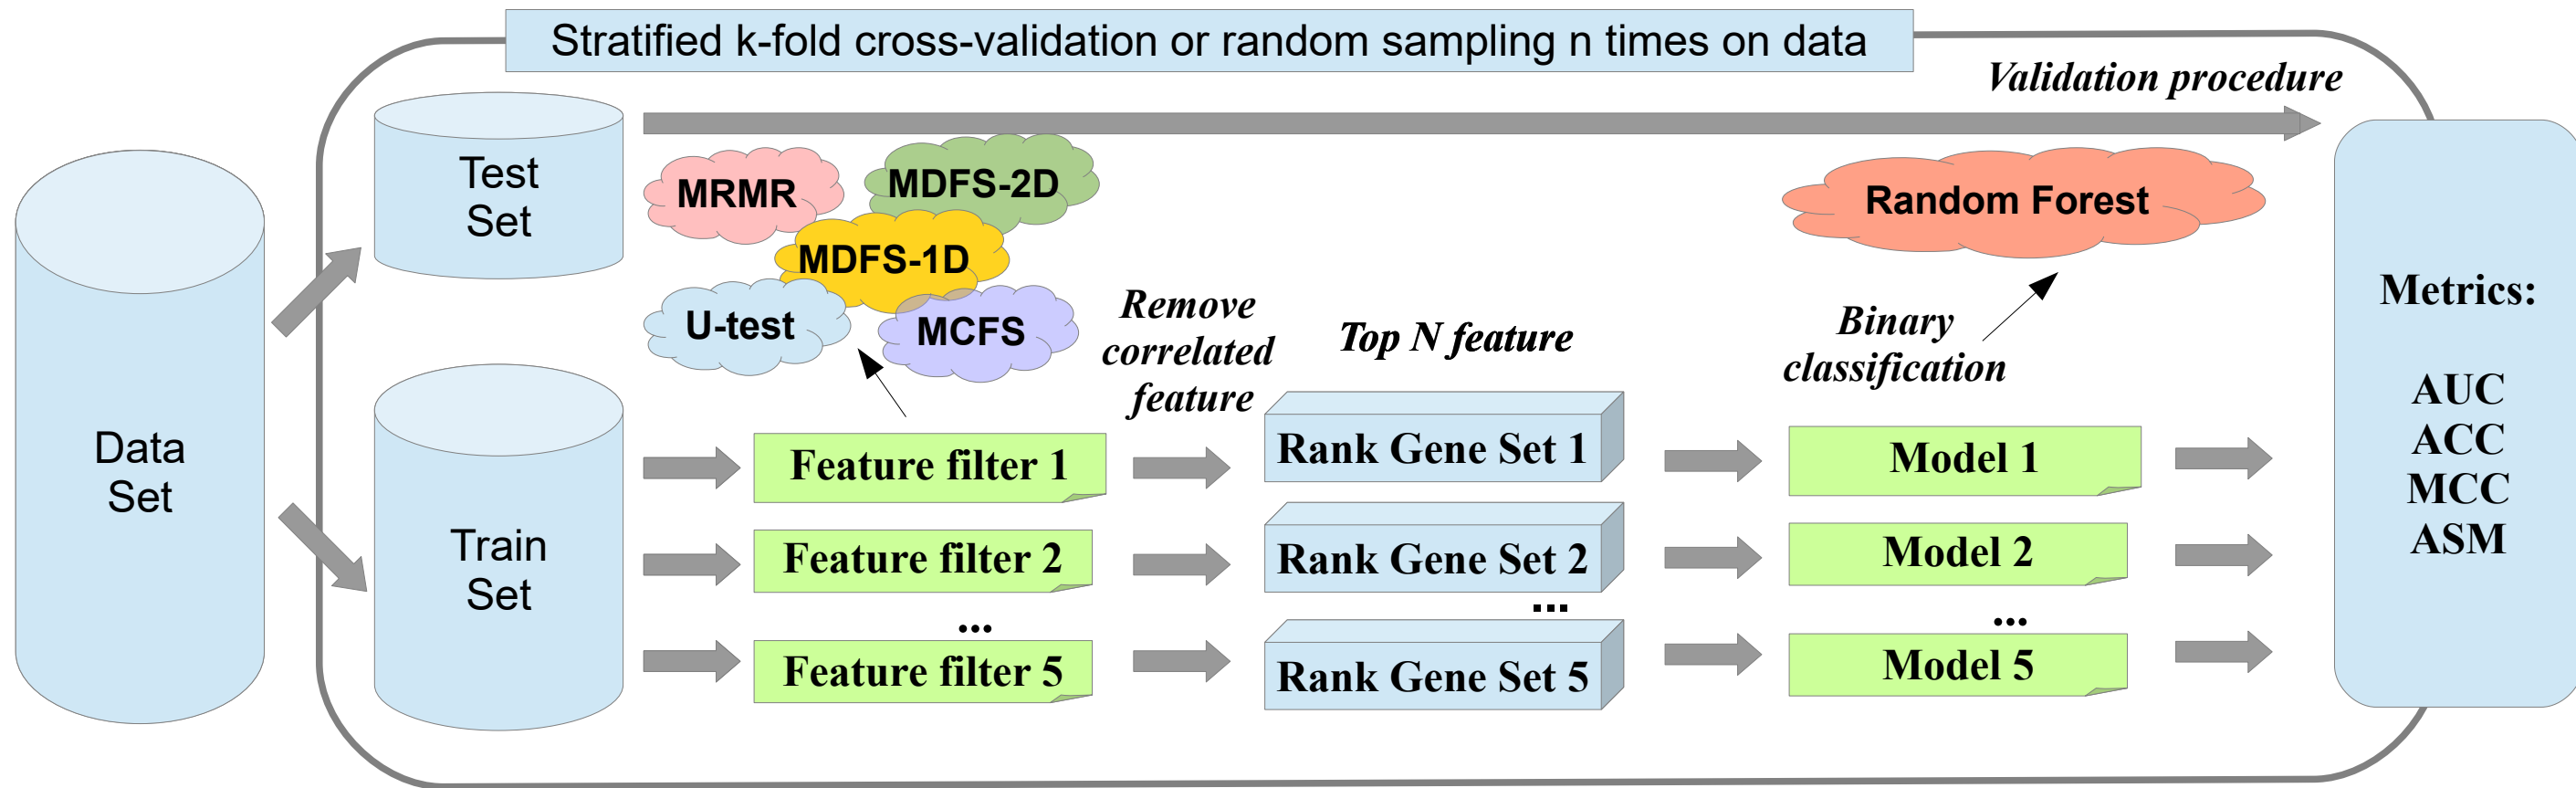 Stratified k-fold cross-validation or random sampling n times on data
Validation procedure
Data
Set
Test
Set
Train
Set
MRMR
MDFS-2D
MDFS-1D
U-test
MCFS
Remove
correlated
feature
Top N feature
Random Forest
Binary
classification
Feature filter 1
Rank Gene Set 1
Model 1
Feature filter 2
Rank Gene Set 2
Model 2
...
...
...
Feature filter 5
Rank Gene Set 5
Model 5
Metrics:
AUC
ACC
MCC
ASM